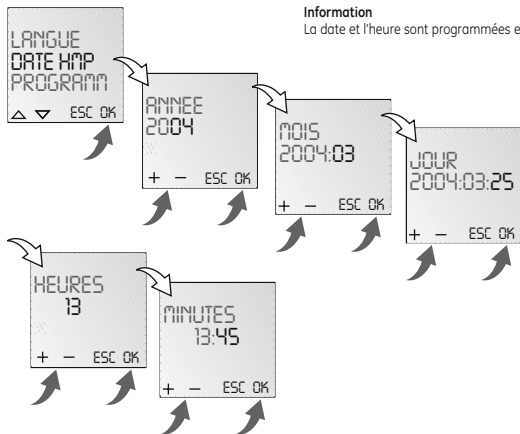 Information
La date et l'heure sont programmées e
LANGUE
DATE HMP
PROGRAMM
ESC OK
ANNEE
2004
+ − ESC OK
MOIS
2004:03
+ − ESC OK
JOUR
2004:03:25
+ − ESC OK
HEURES
13
+ − ESC OK
MINUTES
13:45
+ − ESC OK